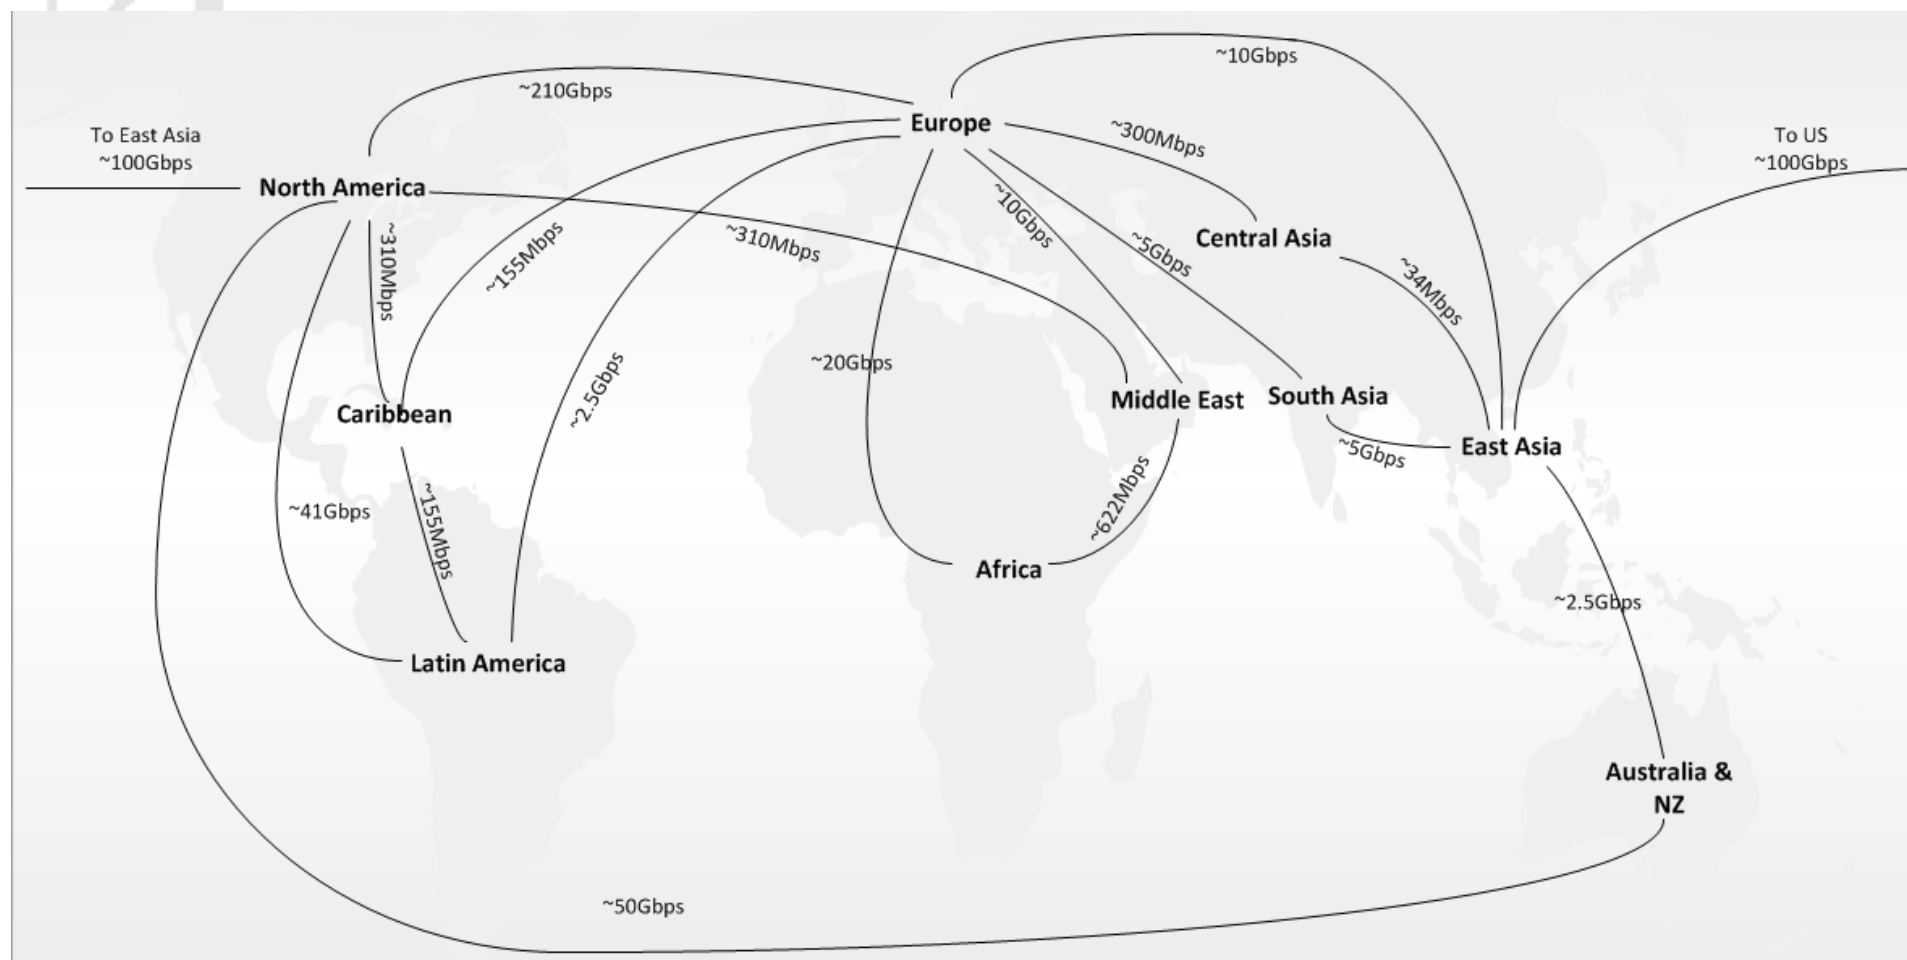 ~10Gbps
~210Gbps
Europe
~300Mbps
To East Asia
~100Gbps
To US
~100Gbps
North America
~310Mbps
~155Mbps
~310Mbps
~10Gbps
~5Gbps
Central Asia
~34Mbps
~2.5Gbps
~20Gbps
Caribbean
Middle East
South Asia
~5Gbps
East Asia
~41Gbps
~155Mbps
~622Mbps
Africa
~2.5Gbps
Latin America
Australia &
NZ
~50Gbps